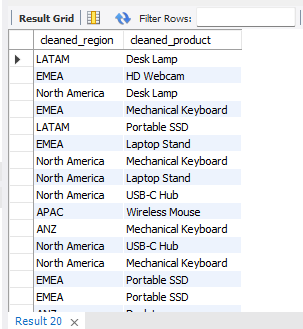 Result Grid Filter Rows:
cleaned_region cleaned_product
LATAM Desk Lamp
EMEA HD Webcam
North America Desk Lamp
EMEA Mechanical Keyboard
LATAM Portable SSD
EMEA Laptop Stand
North America Mechanical Keyboard
North America Laptop Stand
North America USB-C Hub
APAC Wireless Mouse
ANZ Mechanical Keyboard
North America USB-C Hub
North America Mechanical Keyboard
EMEA Portable SSD
EMEA Portable SSD
Result 20